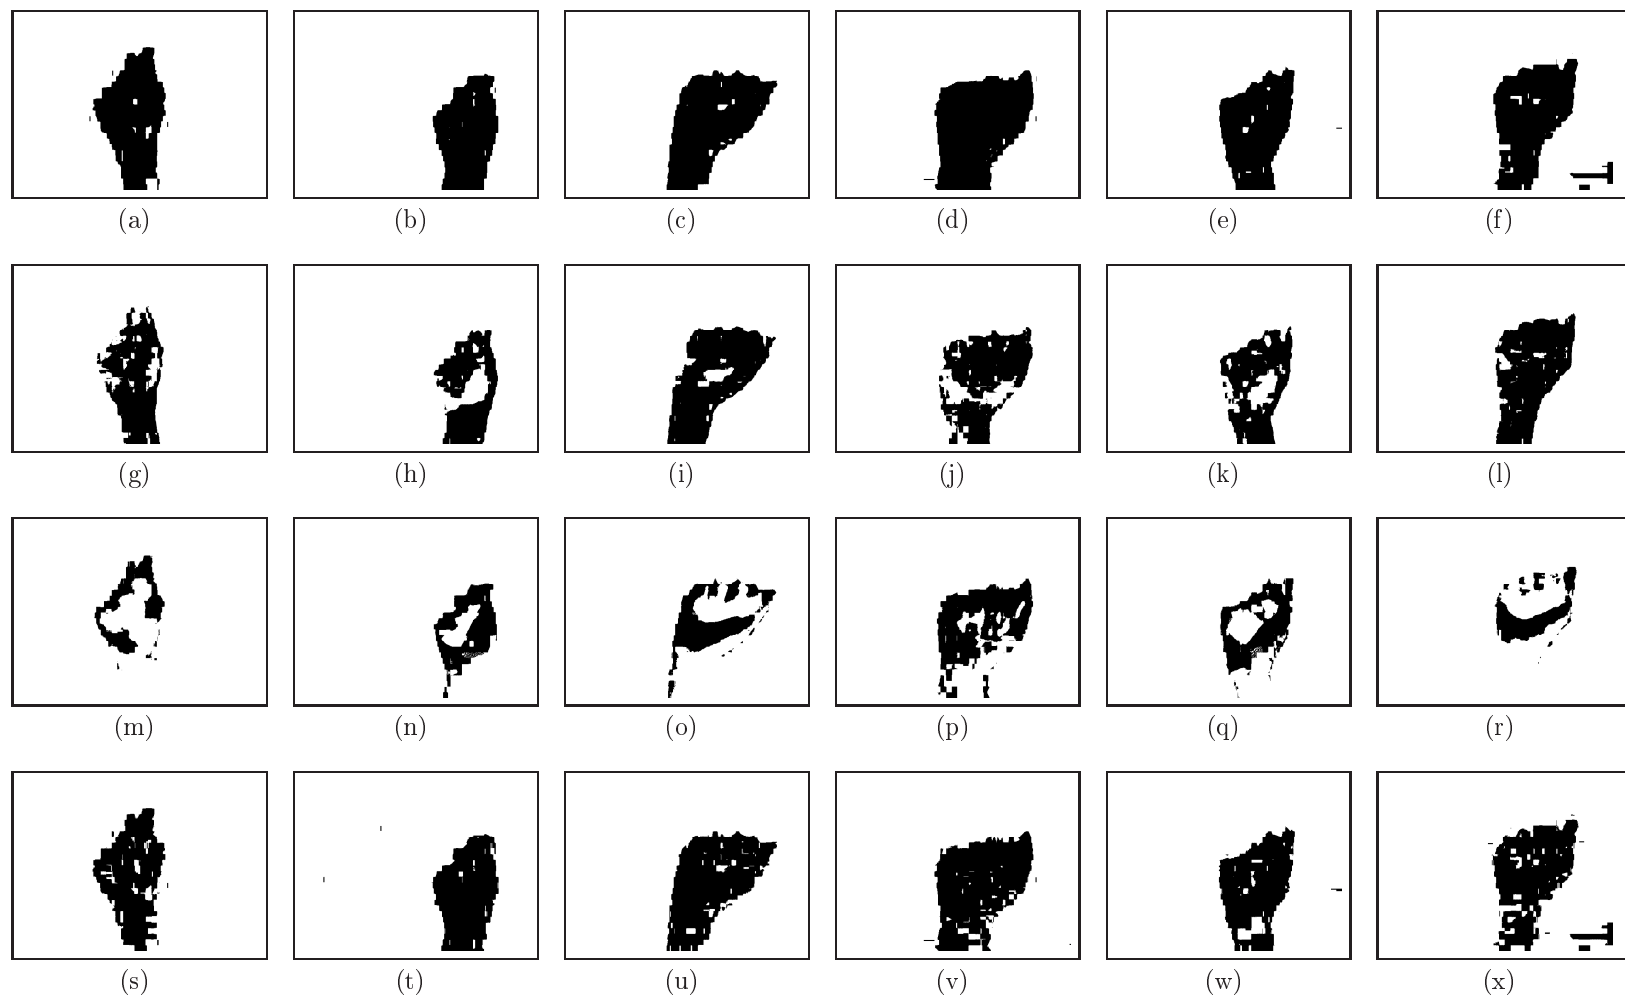 (a) (b) (c) (d) (e) (f)
(g) (h) (i) (j) (k) (l)
(m) (n) (o) (p) (q) (r)
(s) (t) (u) (v) (w) (x)